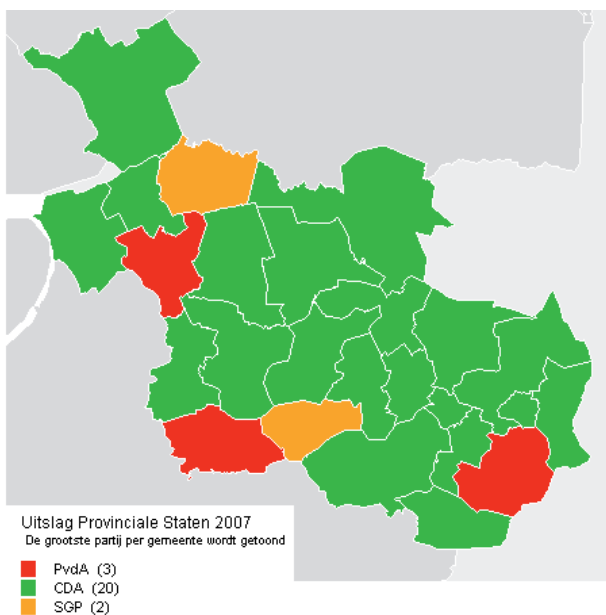 Uitslag Provinciale Staten 2007
De grootste partij per gemeente wordt getoond
PvdA (3)
CDA (20)
SGP (2)